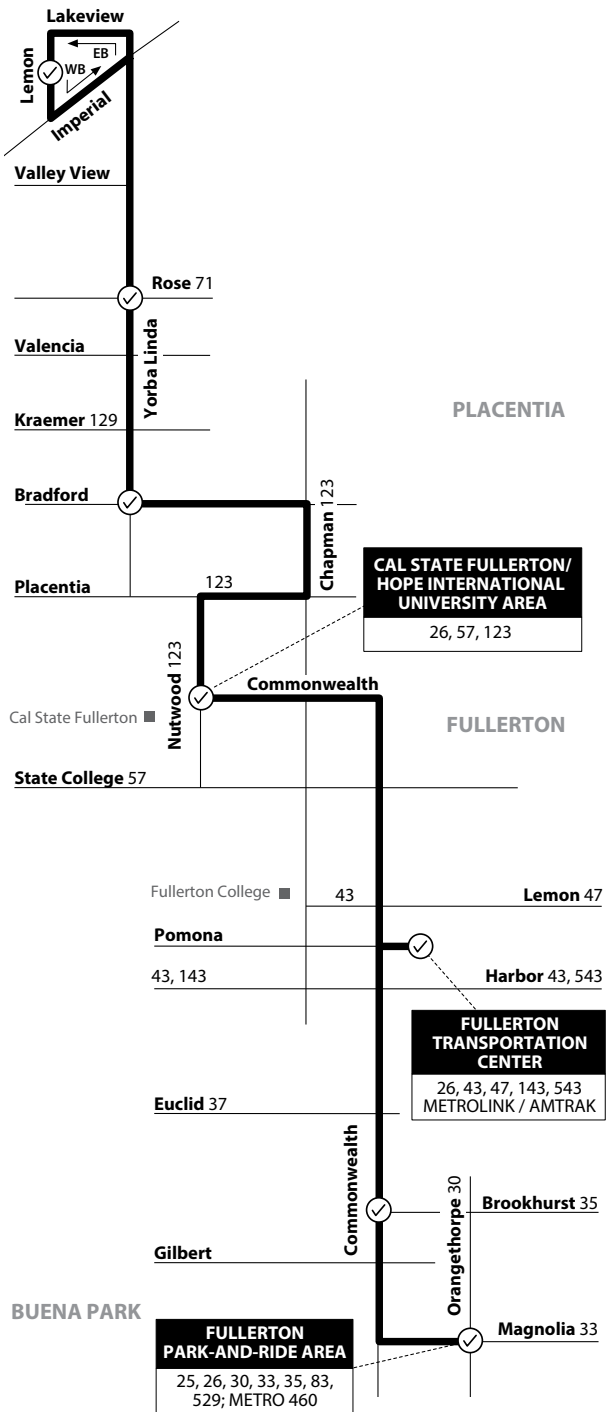 Lakeview
EB
WB
Lemon
Imperial
Valley View
Rose 71
Yorba Linda
Valencia
PLACENTIA
Kraemer 129
Bradford
Chapman 123
CAL STATE FULLERTON/
HOPE INTERNATIONAL
UNIVERSITY AREA
26, 57, 123
Placentia
123
Nutwood 123
Commonwealth
Cal State Fullerton
FULLERTON
State College 57
Fullerton College
43
Lemon 47
Pomona
43, 143
Harbor 43, 543
FULLERTON
TRANSPORTATION
CENTER
26, 43, 47, 143, 543
METROLINK / AMTRAK
Euclid 37
Commonwealth
Orangethorpe 30
Brookhurst 35
Gilbert
BUENA PARK
Magnolia 33
FULLERTON
PARK-AND-RIDE AREA
25, 26, 30, 33, 35, 83,
529; METRO 460